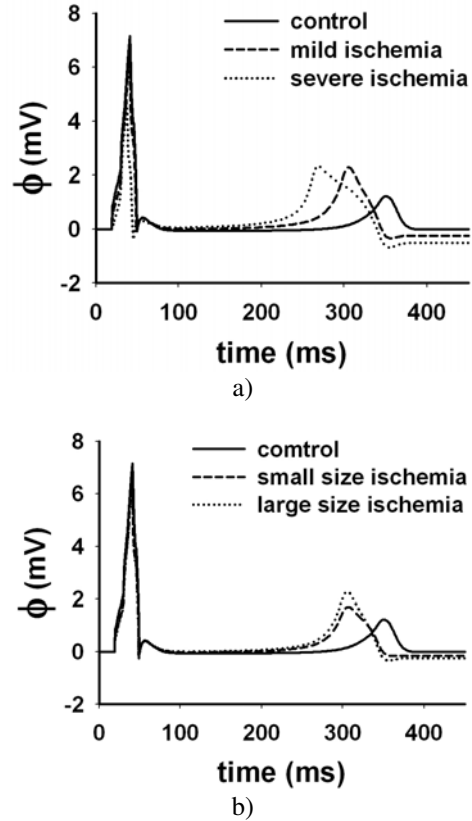 control
mild ischemia
severe ischemia
8
6
4
2
0
-2
ϕ (mV)
0 100 200 300 400
time (ms)
a)
comtrol
small size ischemia
large size ischemia
8
6
4
2
0
-2
ϕ (mV)
0 100 200 300 400
time (ms)
b)